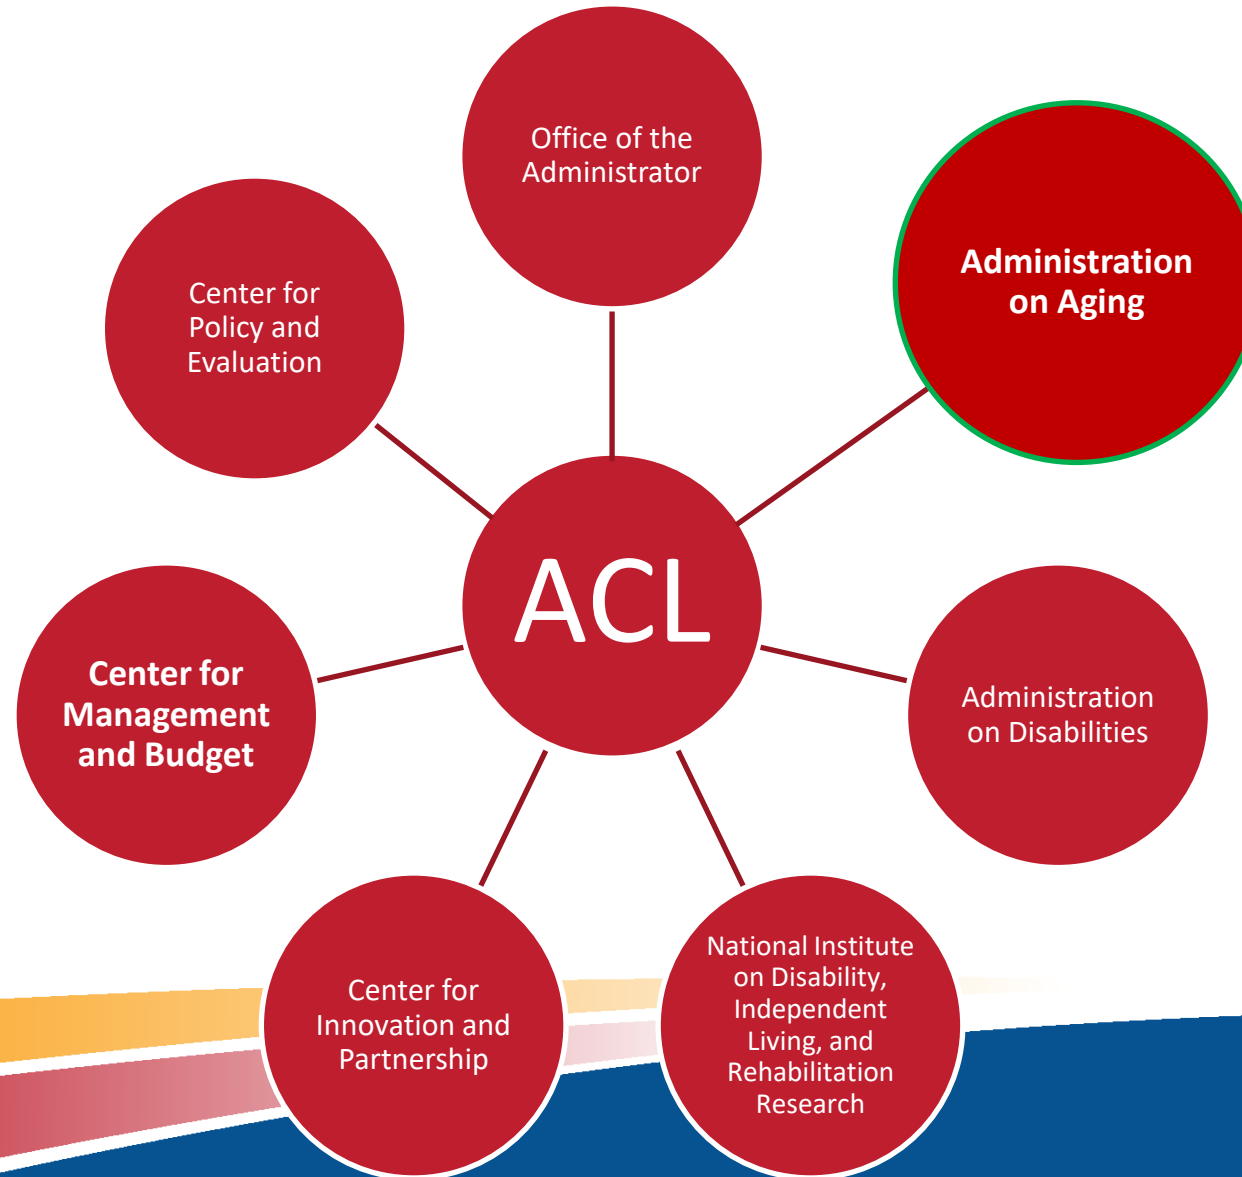 Office of the
Administrator
Administration
on Aging
Center for
Policy and
Evaluation
ACL
Center for
Management
and Budget
Administration
on Disabilities
Center for
Innovation and
Partnership
National Institute
on Disability,
Independent
Living, and
Rehabilitation
Research